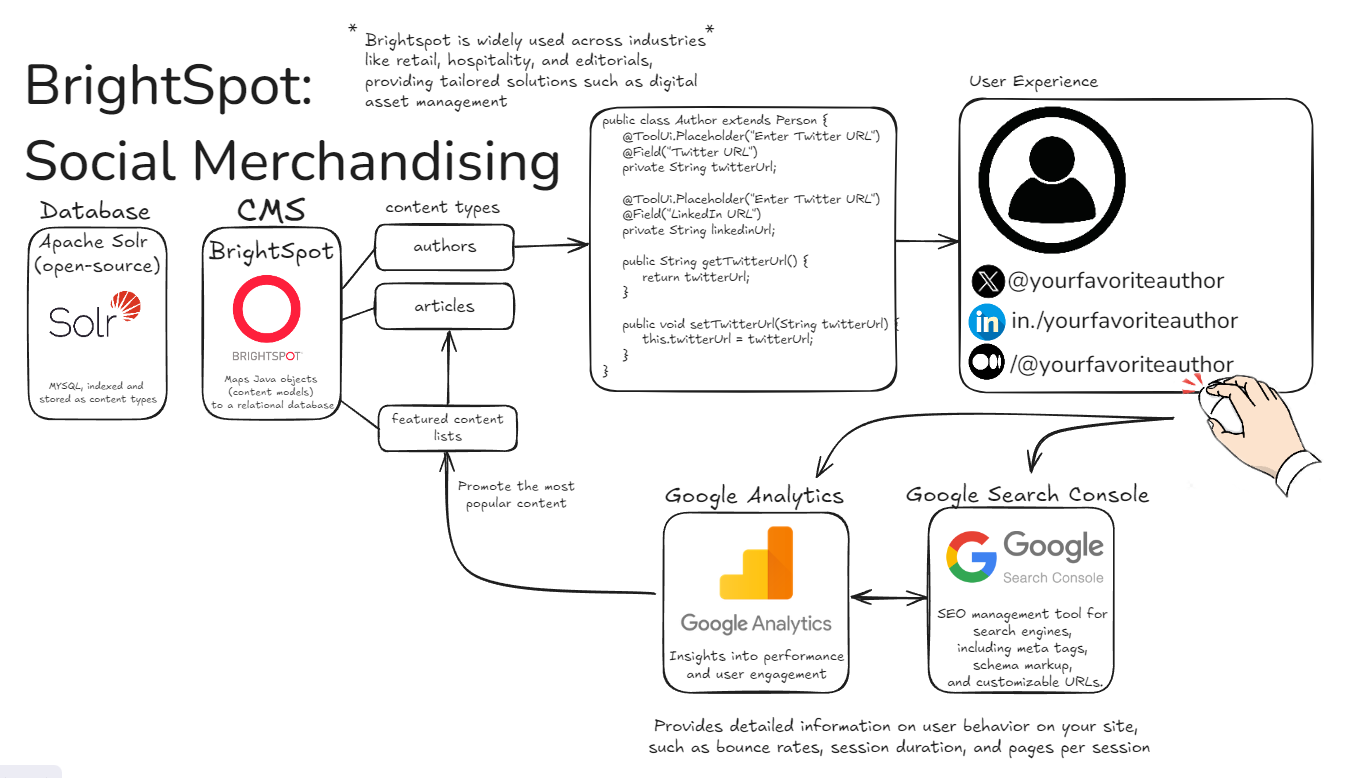 * Brightspot is widely used across industries*
like retail, hospitality, and editorials,
providing tailored solutions such as digital
asset management
BrightSpot:
Social Merchandising
Database
Apache Solr
(open-source)
Solr
MYSQL, indexed and
stored as content types
CMS
BrightSpot
BRIGHTSPOT
Maps Java objects
(content models)
to a relational database
content types
authors
articles
featured content
lists
Promote the most
popular content
public class Author extends Person {
@ToolUi.Placeholder("Enter Twitter URL")
@Field("Twitter URL")
private String twitterUrl;
@ToolUi.Placeholder("Enter Twitter URL")
@Field("LinkedIn URL")
private String linkedinUrl;
public String getTwitterUrl() {
return twitterUrl;
}
public void setTwitterUrl(String twitterUrl) {
this.twitterUrl = twitterUrl;
}
}
User Experience
X @yourfavoriteauthor
in in./yourfavoriteauthor
/@yourfavoriteauthor
Google Analytics
Google Analytics
Insights into performance
and user engagement
Google Search Console
Google
Search Console
SEO management tool for
search engines,
including meta tags,
schema markup,
and customizable URLs.
Provides detailed information on user behavior on your site,
such as bounce rates, session duration, and pages per session